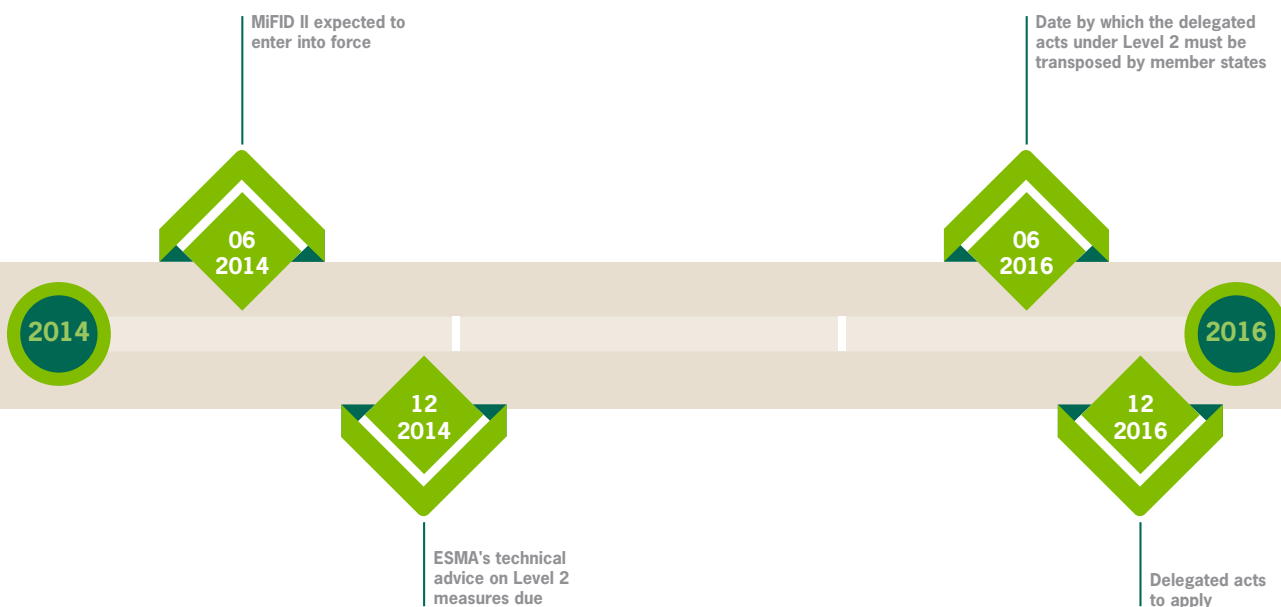 MiFID II expected to
enter into force
Date by which the delegated
acts under Level 2 must be
transposed by member states
06
2014
06
2016
2014
2016
12
2014
12
2016
ESMA's technical
advice on Level 2
measures due
Delegated acts
to apply